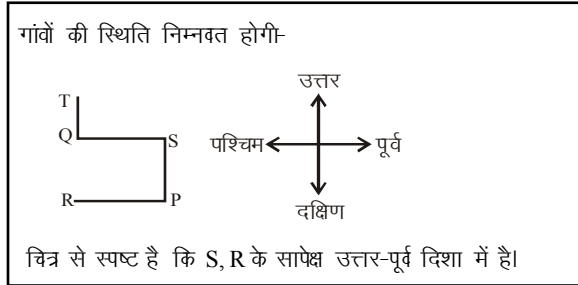 गांवों की स्थिति निम्नवत होगी-
उत्तर
T
Q
S
पश्चिम
पूर्व
R
P
दक्षिण
चित्र से स्पष्ट है कि S, R के सापेक्ष उत्तर-पूर्व दिशा में है।